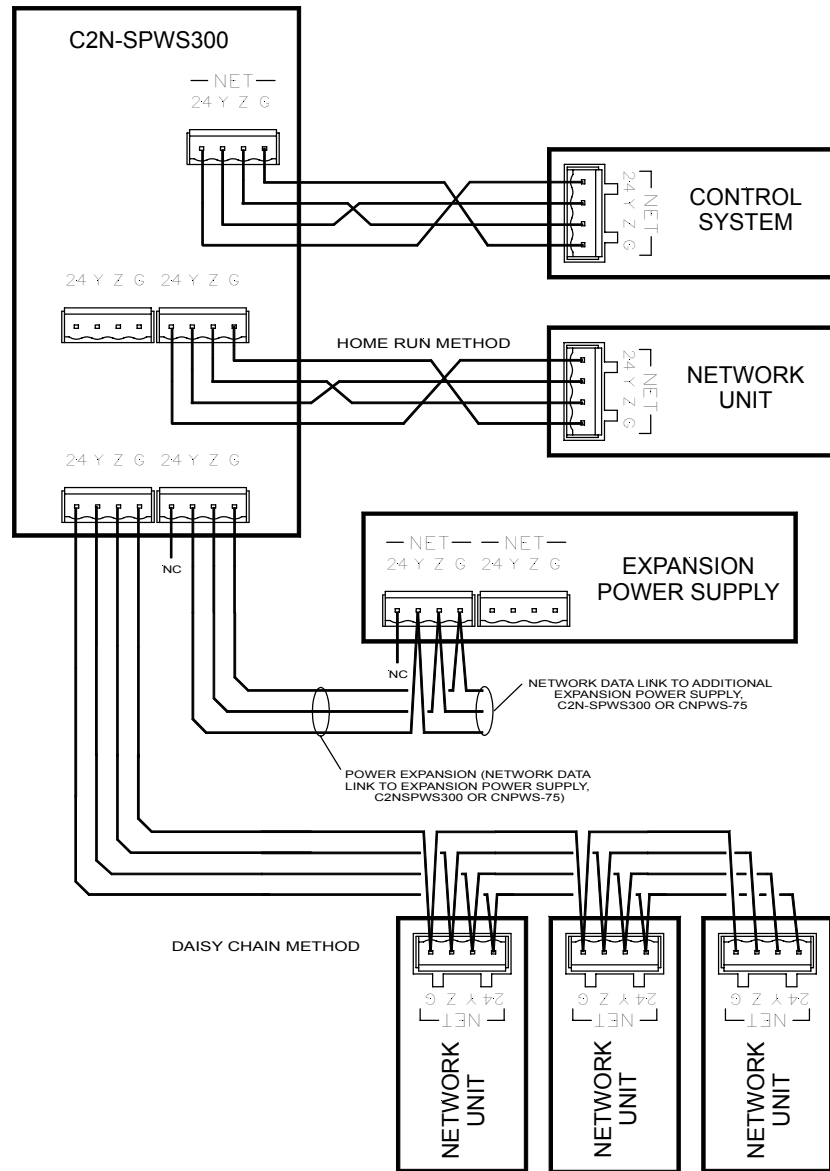 C2N-SPWS300
NET
24 Y Z G
24 Y Z G
NET
CONTROL
SYSTEM
24 Y Z G 24 Y Z G
HOME RUN METHOD
24 Y Z G
NET
NETWORK
UNIT
24 Y Z G 24 Y Z G
NC
NET NET
24 Y Z G 24 Y Z G
EXPANSION
POWER SUPPLY
NC
NETWORK DATA LINK TO ADDITIONAL
EXPANSION POWER SUPPLY,
C2N-SPWS300 OR CNPWS-75
POWER EXPANSION (NETWORK DATA
LINK TO EXPANSION POWER SUPPLY,
C2NSPWS300 OR CNPWS-75)
DAISY CHAIN METHOD
24 Y Z G
NET
NETWORK
UNIT
24 Y Z G
NET
NETWORK
UNIT
24 Y Z G
NET
NETWORK
UNIT